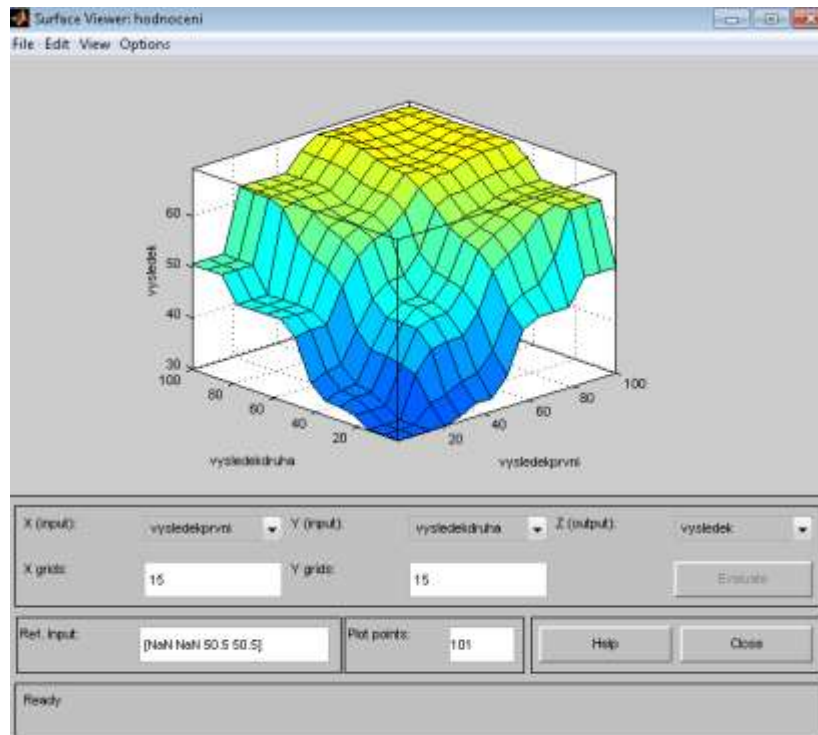 Surface Viewer: hodnoceni
File Edit View Options
vysledek
60
50
40
30
100
80
60
40
20
20
40
60
80
100
vysledekdruha
vysledekprvni
X (input): vysledekprvni Y (input): vysledekdruha Z (output): vysledek
X grids: 15 Y grids: 15 Evaluate
Ref. Input: [NaN NaN 50.5 50.5] Plot points: 101 Help Close
Ready